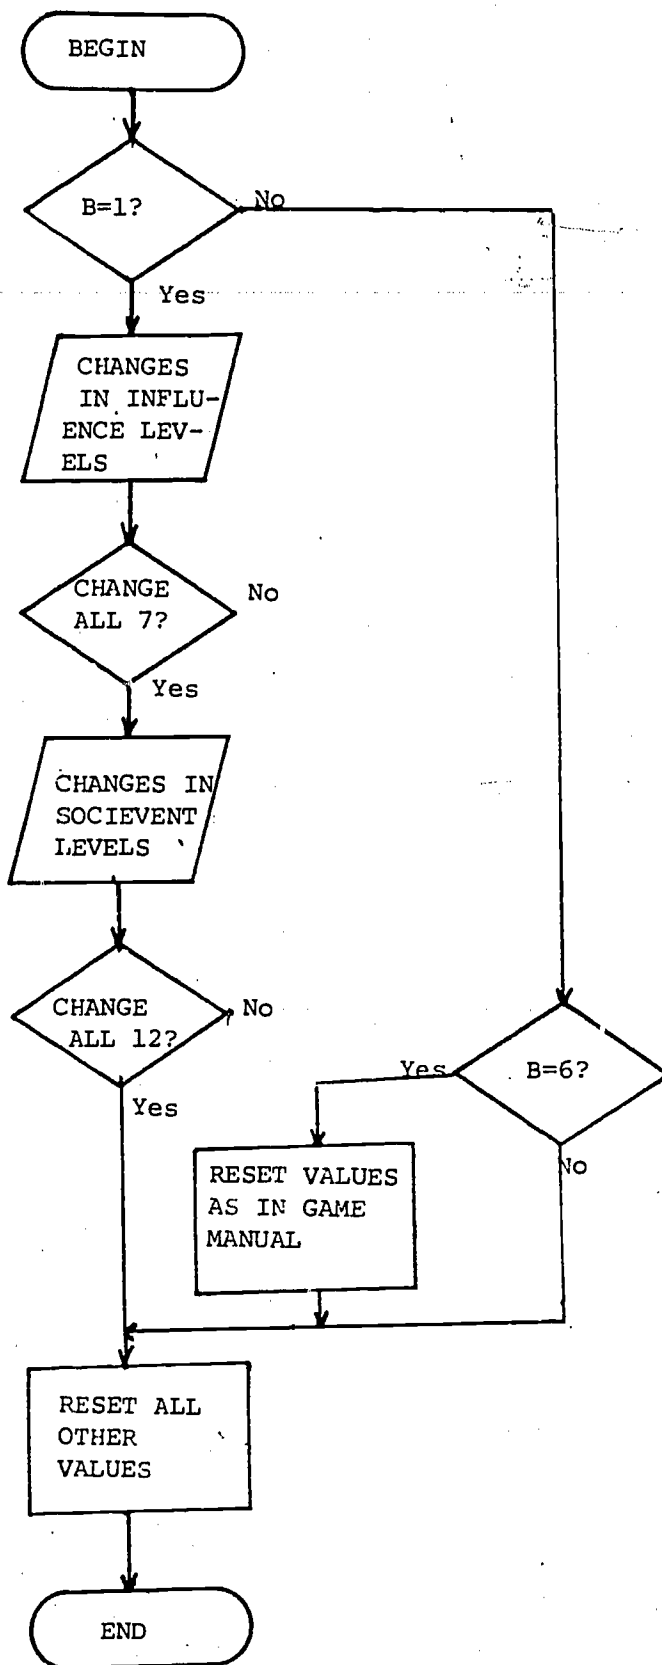 BEGIN
B=1?
No
Yes
CHANGES
IN INFLU-
ENCE LEV-
ELS
CHANGE
ALL 7?
No
Yes
CHANGES IN
SOCIEVENT
LEVELS
CHANGE
ALL 12?
No
Yes
B=6?
Yes
No
RESET VALUES
AS IN GAME
MANUAL
RESET ALL
OTHER
VALUES
END